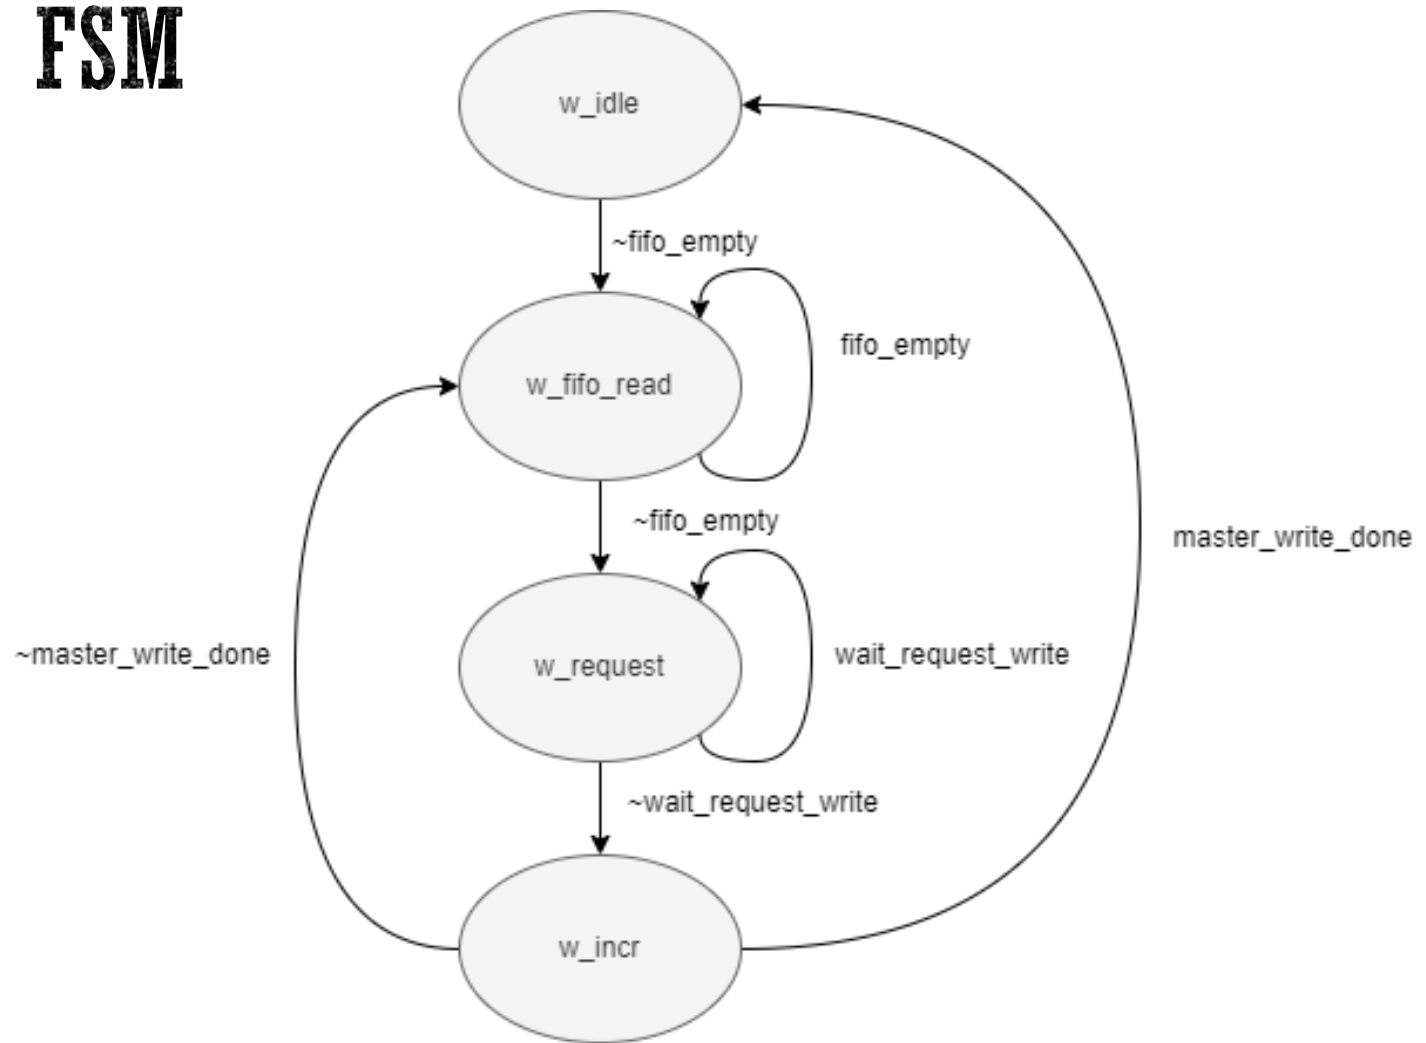 FSM
w_idle
~fifo_empty
fifo_empty
w_fifo_read
~fifo_empty
master_write_done
~master_write_done
w_request
wait_request_write
~wait_request_write
w_incr